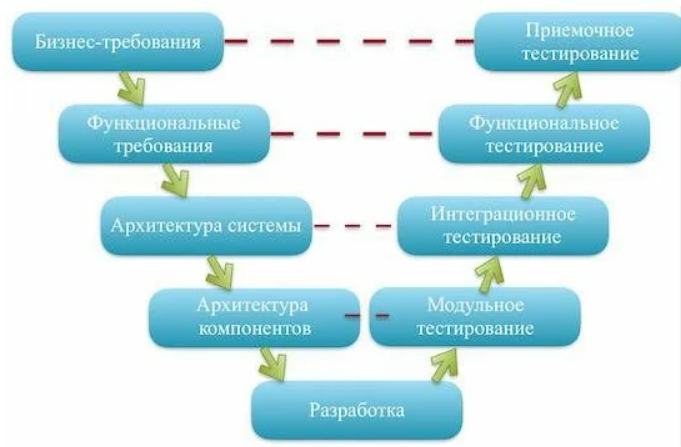 Бизнес-требования
Приемочное
тестирование
Функциональные
требования
Функциональное
тестирование
Архитектура системы
Интеграционное
тестирование
Архитектура
компонентов
Модульное
тестирование
Разработка